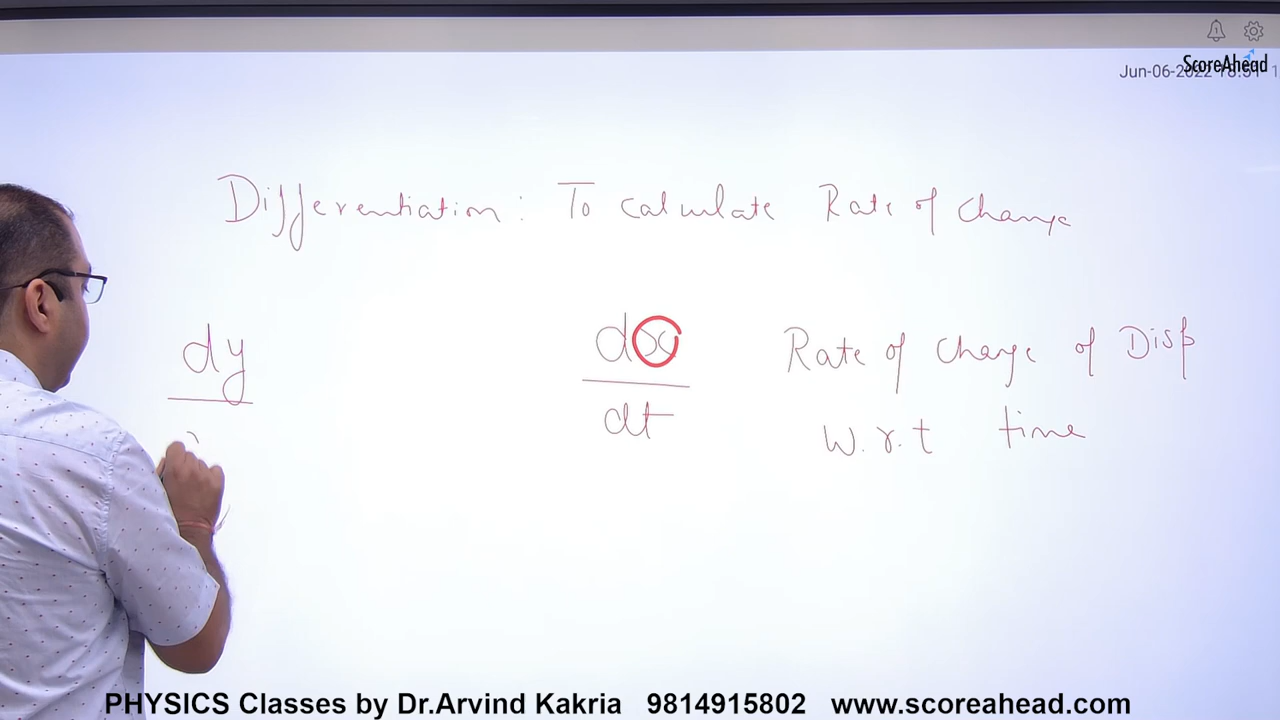 ScoreAhead
Differentiation: To calculate Rate of change
dy
dx
dt
Rate of change of Disp
w.r.t time
PHYSICS Classes by Dr.Arvind Kakria 9814915802 www.scoreahead.com